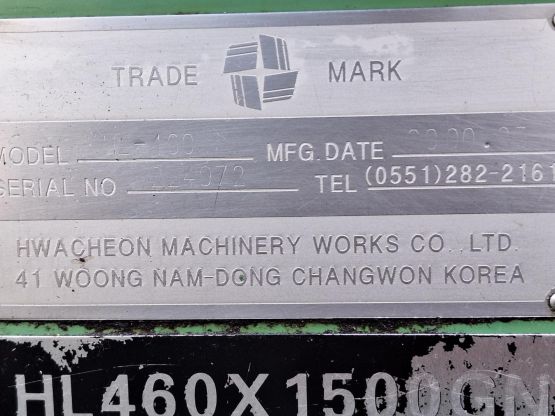 TRADE MARK
MODEL MFG.DATE
SERIAL NO TEL (0551)282-2161
HWACHEON MACHINERY WORKS CO.,LTD.
41 WOONG NAM-DONG CHANGWON KOREA
HL460X1500GN